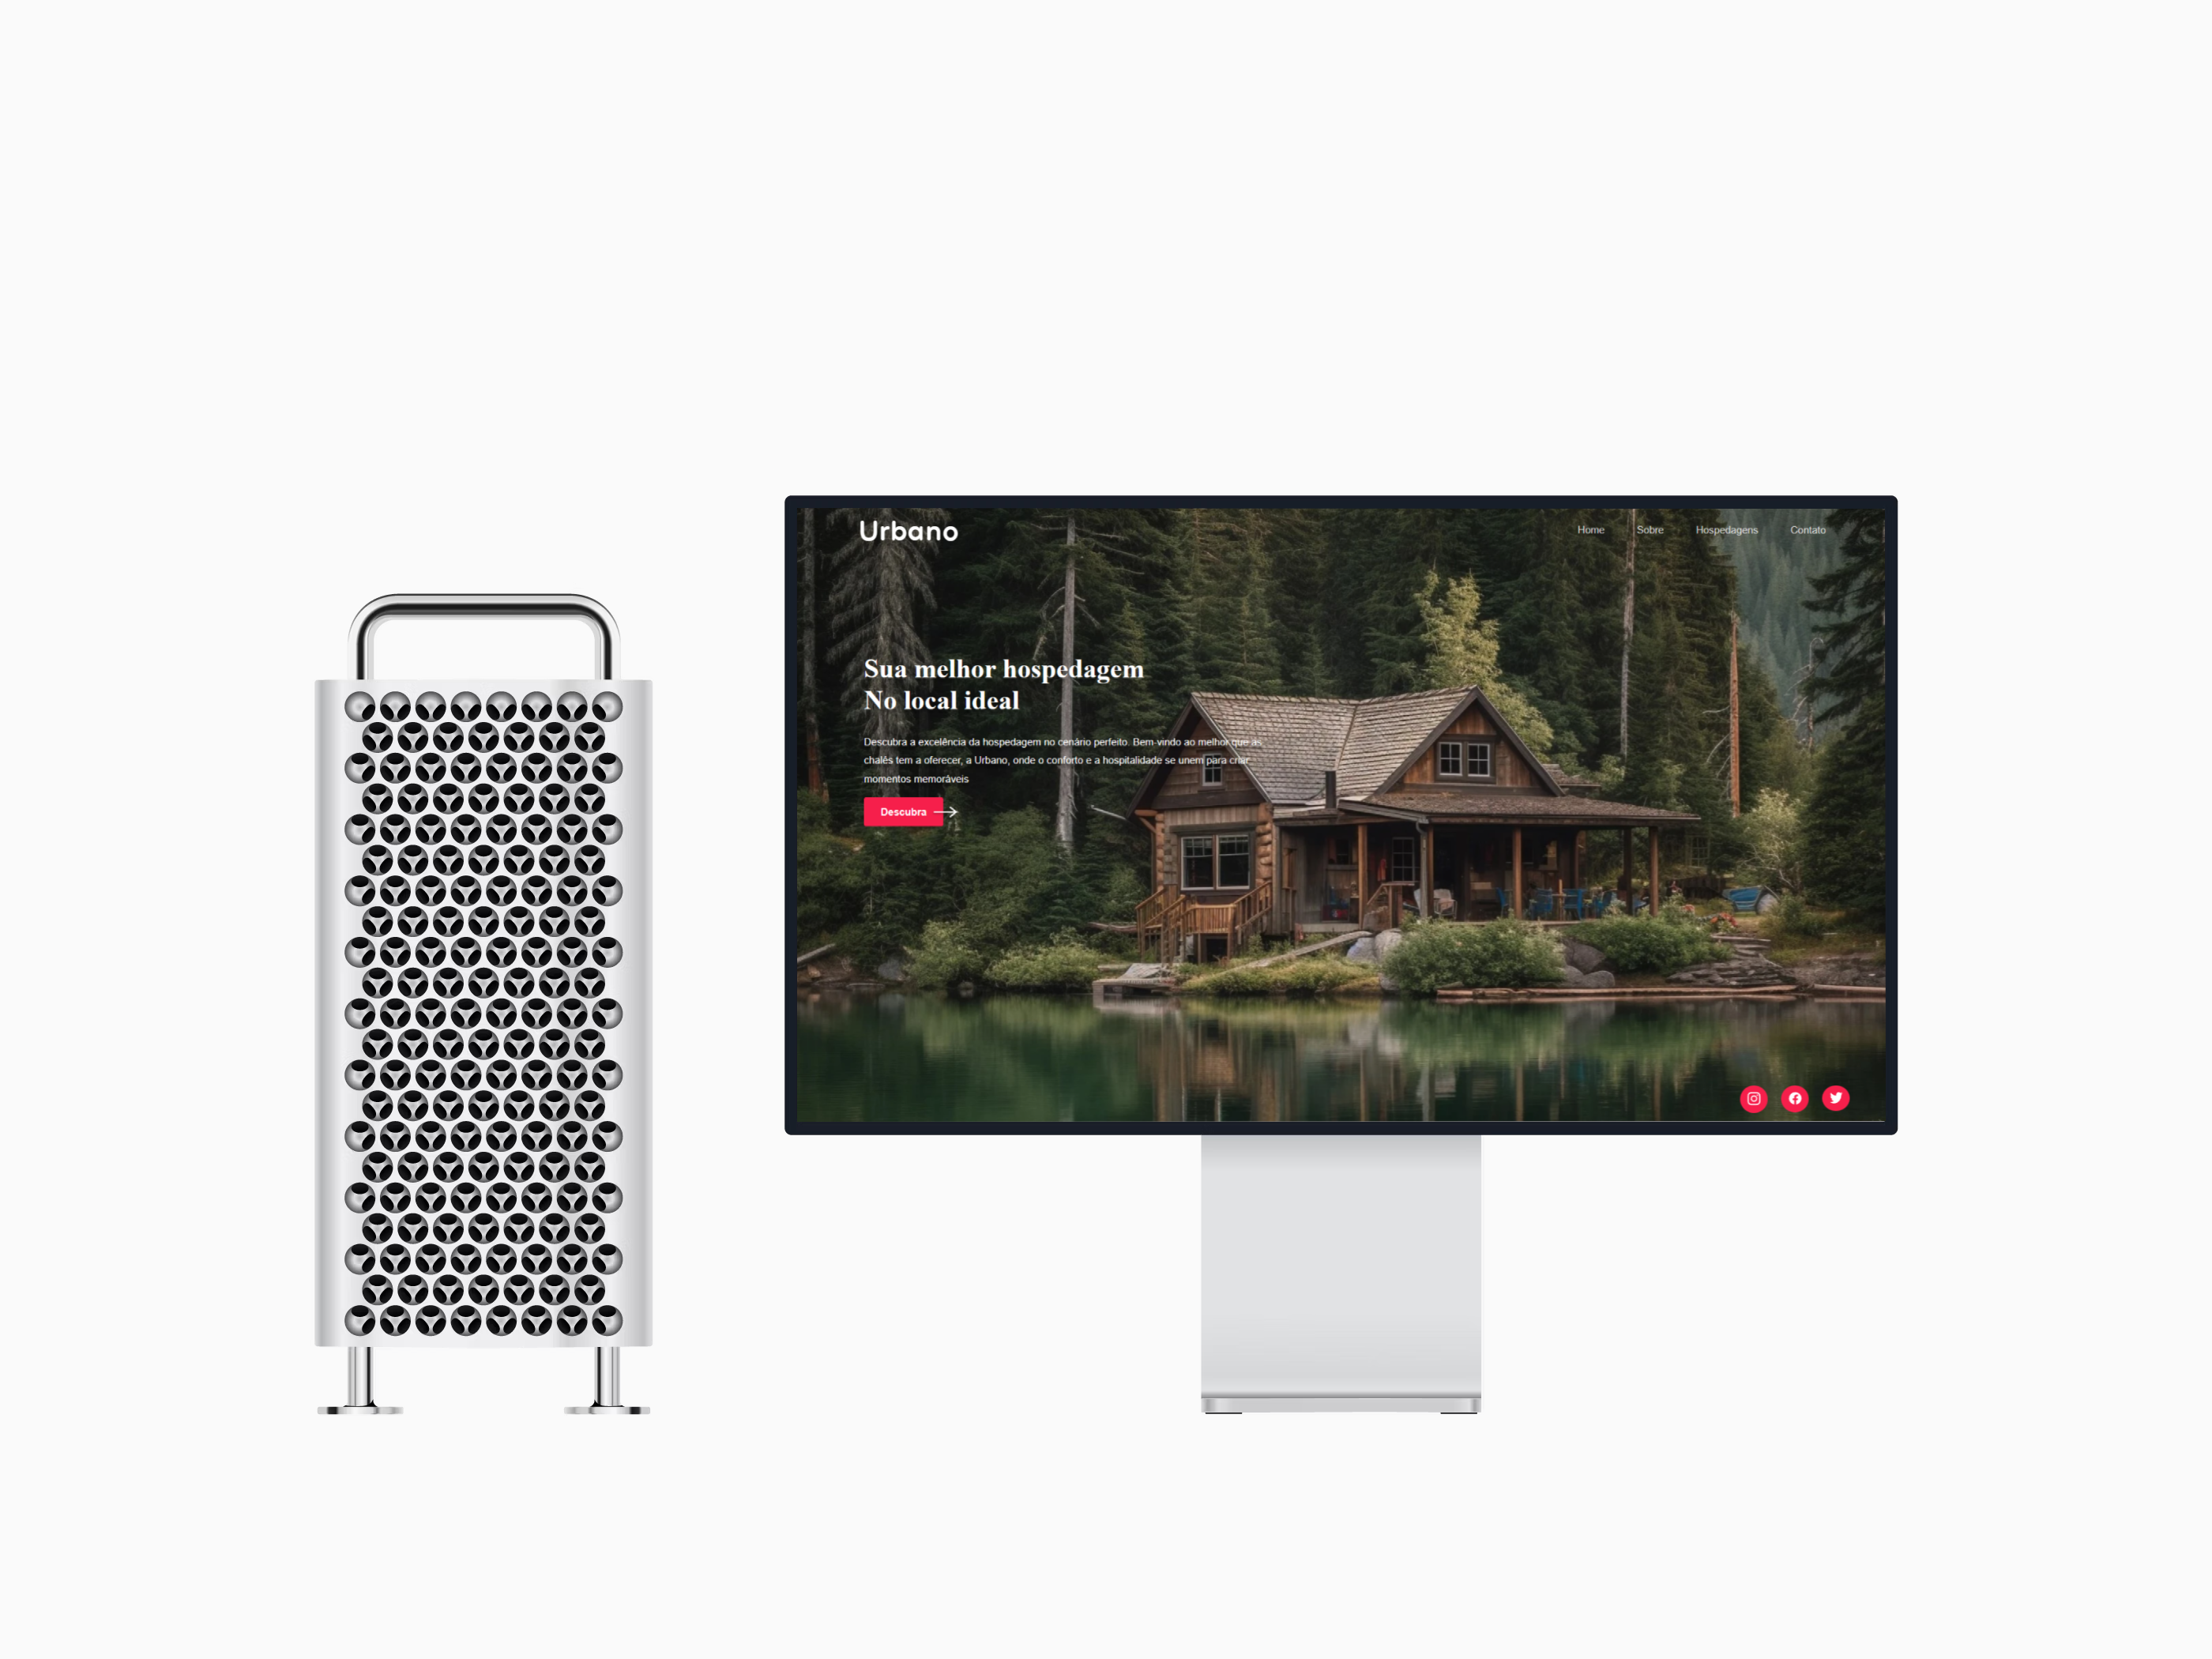 Urbano
Home Sobre Hospedagens Contato
Sua melhor hospedagem
No local ideal
Descubra a excelência da hospedagem no cenário perfeito. Bem-vindo ao melhor que as
chalés tem a oferecer, a Urbano, onde o conforto e a hospitalidade se unem para criar
momentos memoráveis
Descubra